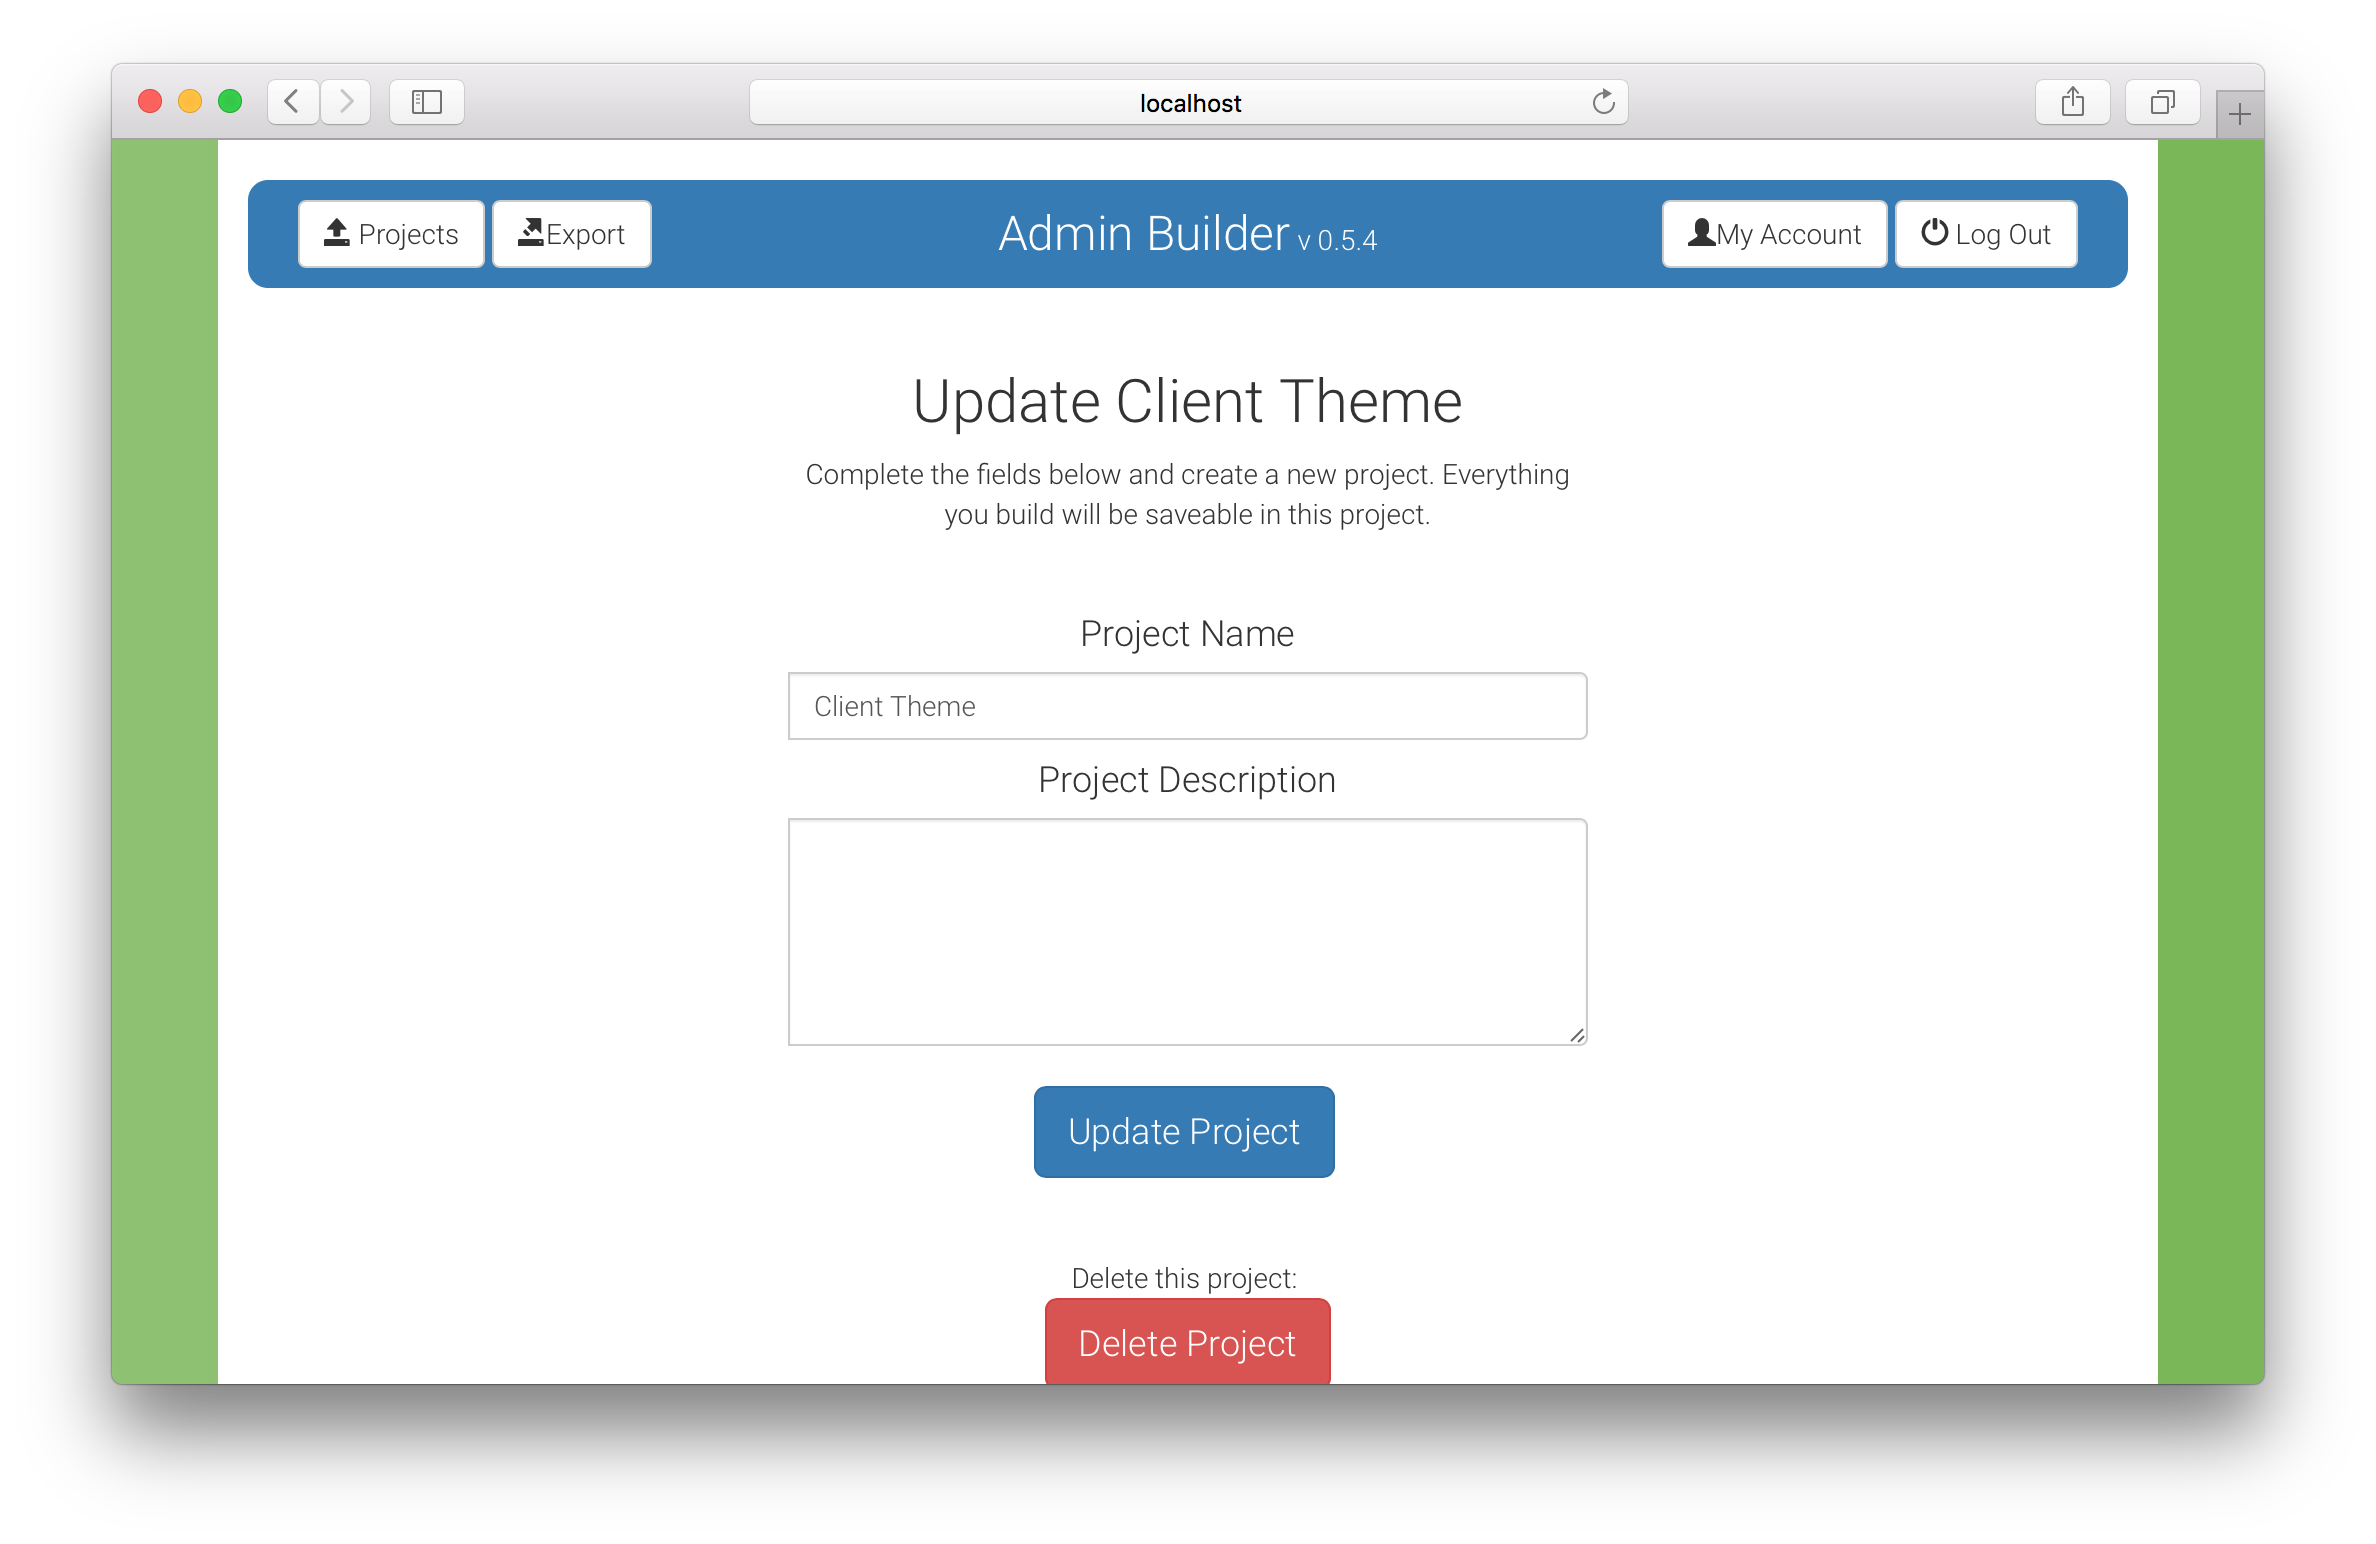 localhost
Projects Export Admin Builder v 0.5.4 My Account Log Out
Update Client Theme
Complete the fields below and create a new project. Everything
you build will be saveable in this project.
Project Name
Client Theme
Project Description
Update Project
Delete this project:
Delete Project